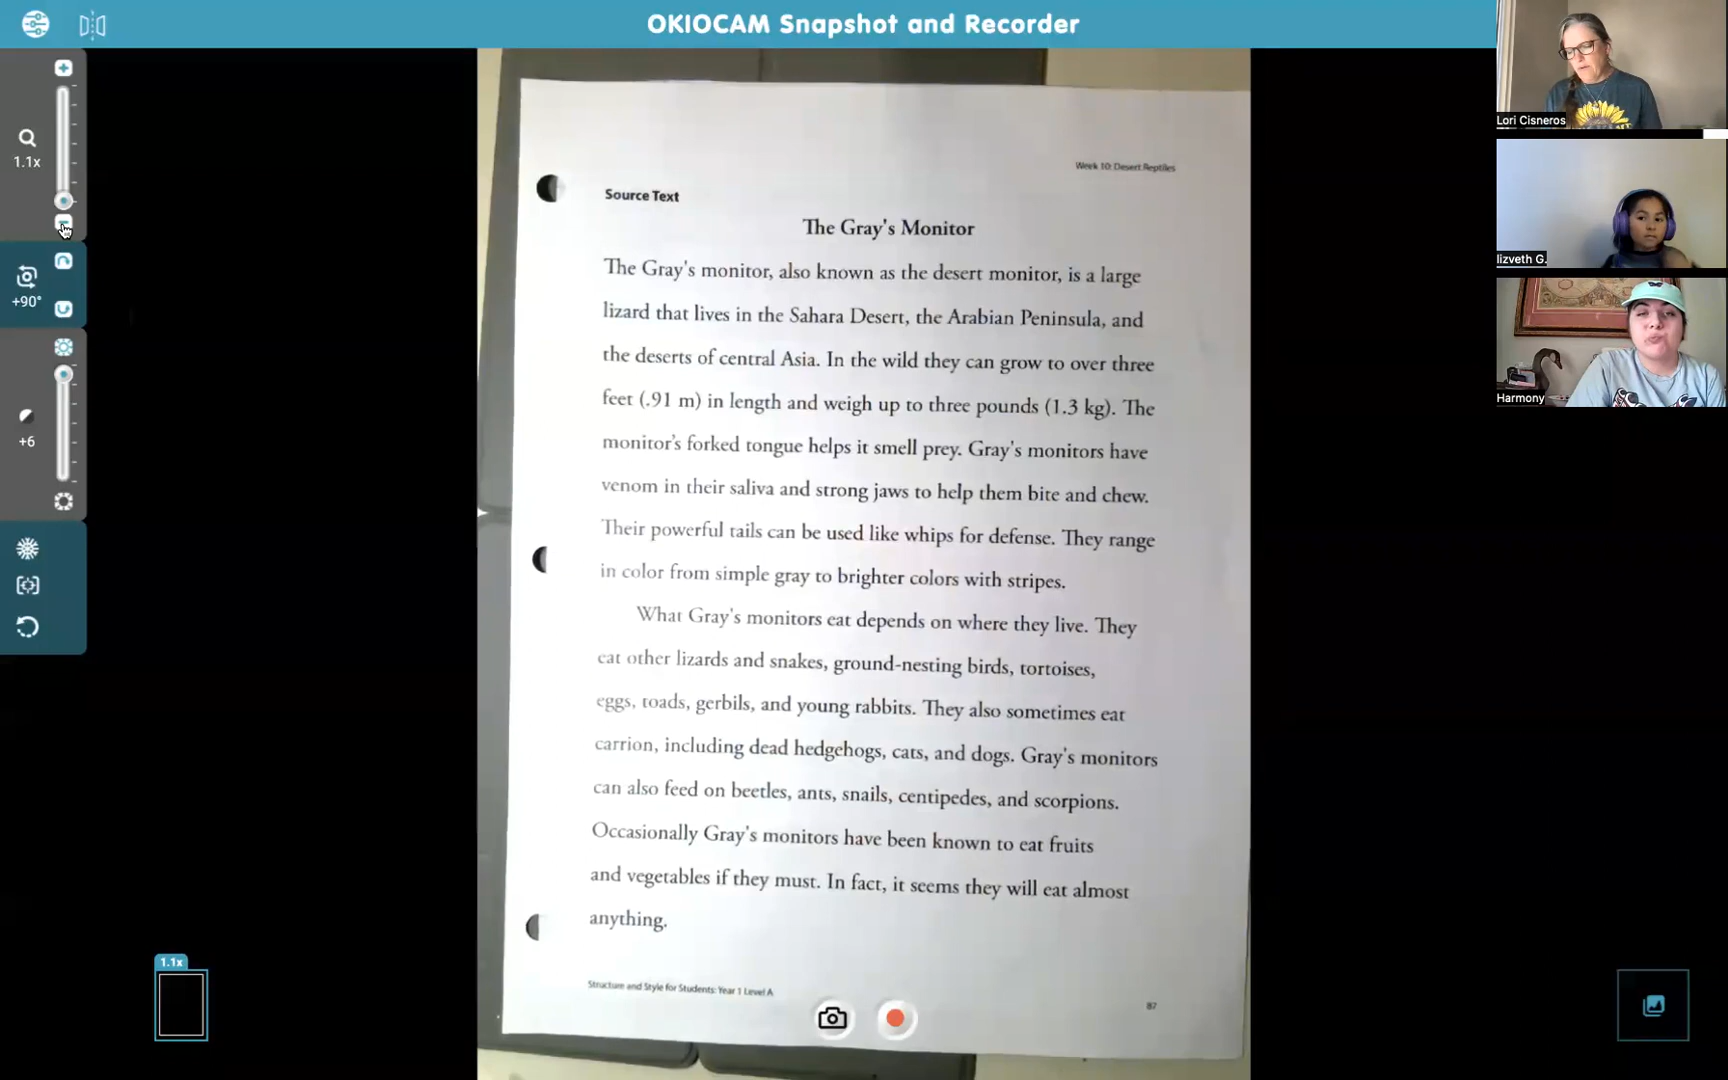 OKIOCAM Snapshot and Recorder
1.1x
+90°
+6
1.1x
Lori Cisneros
lizveth G.
Harmony
Week 10: Desert Reptiles
Source Text
The Gray's Monitor
The Gray's monitor, also known as the desert monitor, is a large
lizard that lives in the Sahara Desert, the Arabian Peninsula, and
the deserts of central Asia. In the wild they can grow to over three
feet (.91 m) in length and weigh up to three pounds (1.3 kg). The
monitor's forked tongue helps it smell prey. Gray's monitors have
venom in their saliva and strong jaws to help them bite and chew.
Their powerful tails can be used like whips for defense. They range
in color from simple gray to brighter colors with stripes.
What Gray's monitors eat depends on where they live. They
eat other lizards and snakes, ground-nesting birds, tortoises,
eggs, toads, gerbils, and young rabbits. They also sometimes eat
carrion, including dead hedgehogs, cats, and dogs. Gray's monitors
can also feed on beetles, ants, snails, centipedes, and scorpions.
Occasionally Gray's monitors have been known to eat fruits
and vegetables if they must. In fact, it seems they will eat almost
anything.
Structure and Style for Students: Year 1 Level A
87